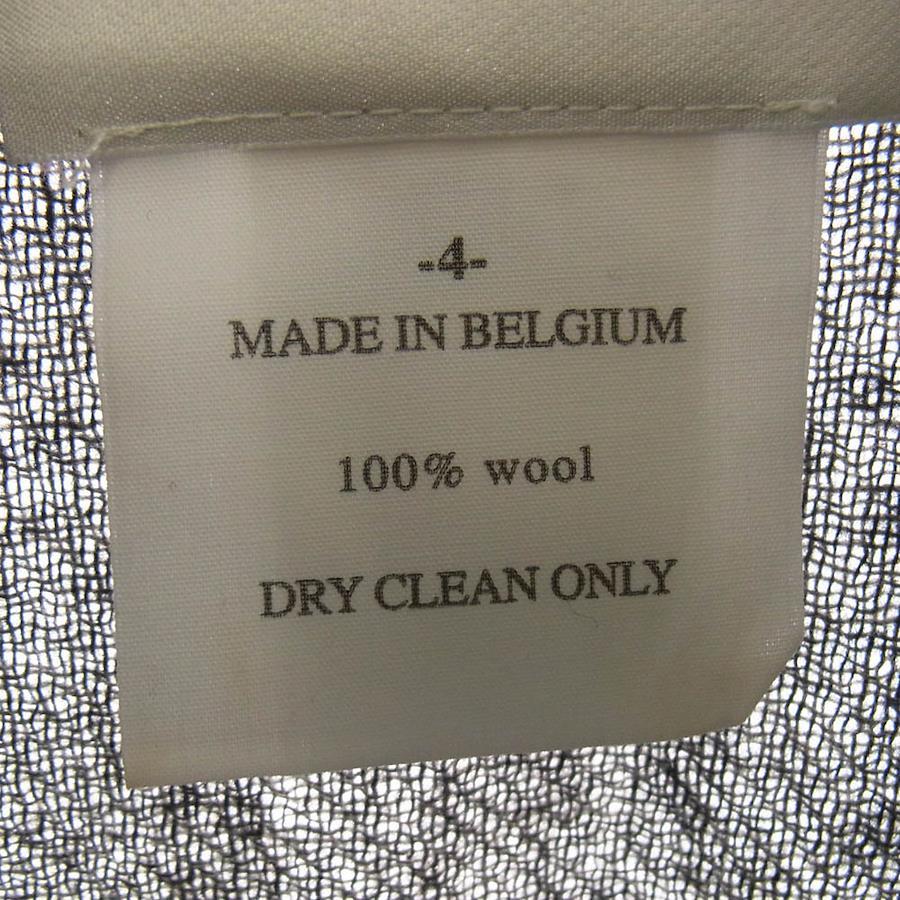 -4-
MADE IN BELGIUM
100% wool
DRY CLEAN ONLY